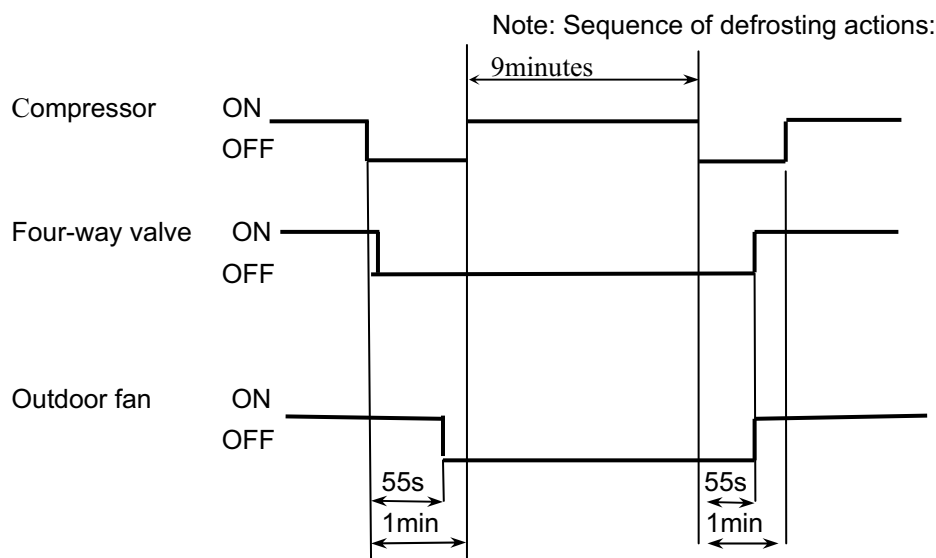 Note: Sequence of defrosting actions:
9minutes
Compressor ON
OFF
Four-way valve ON
OFF
Outdoor fan ON
OFF
55s 55s
1min 1min